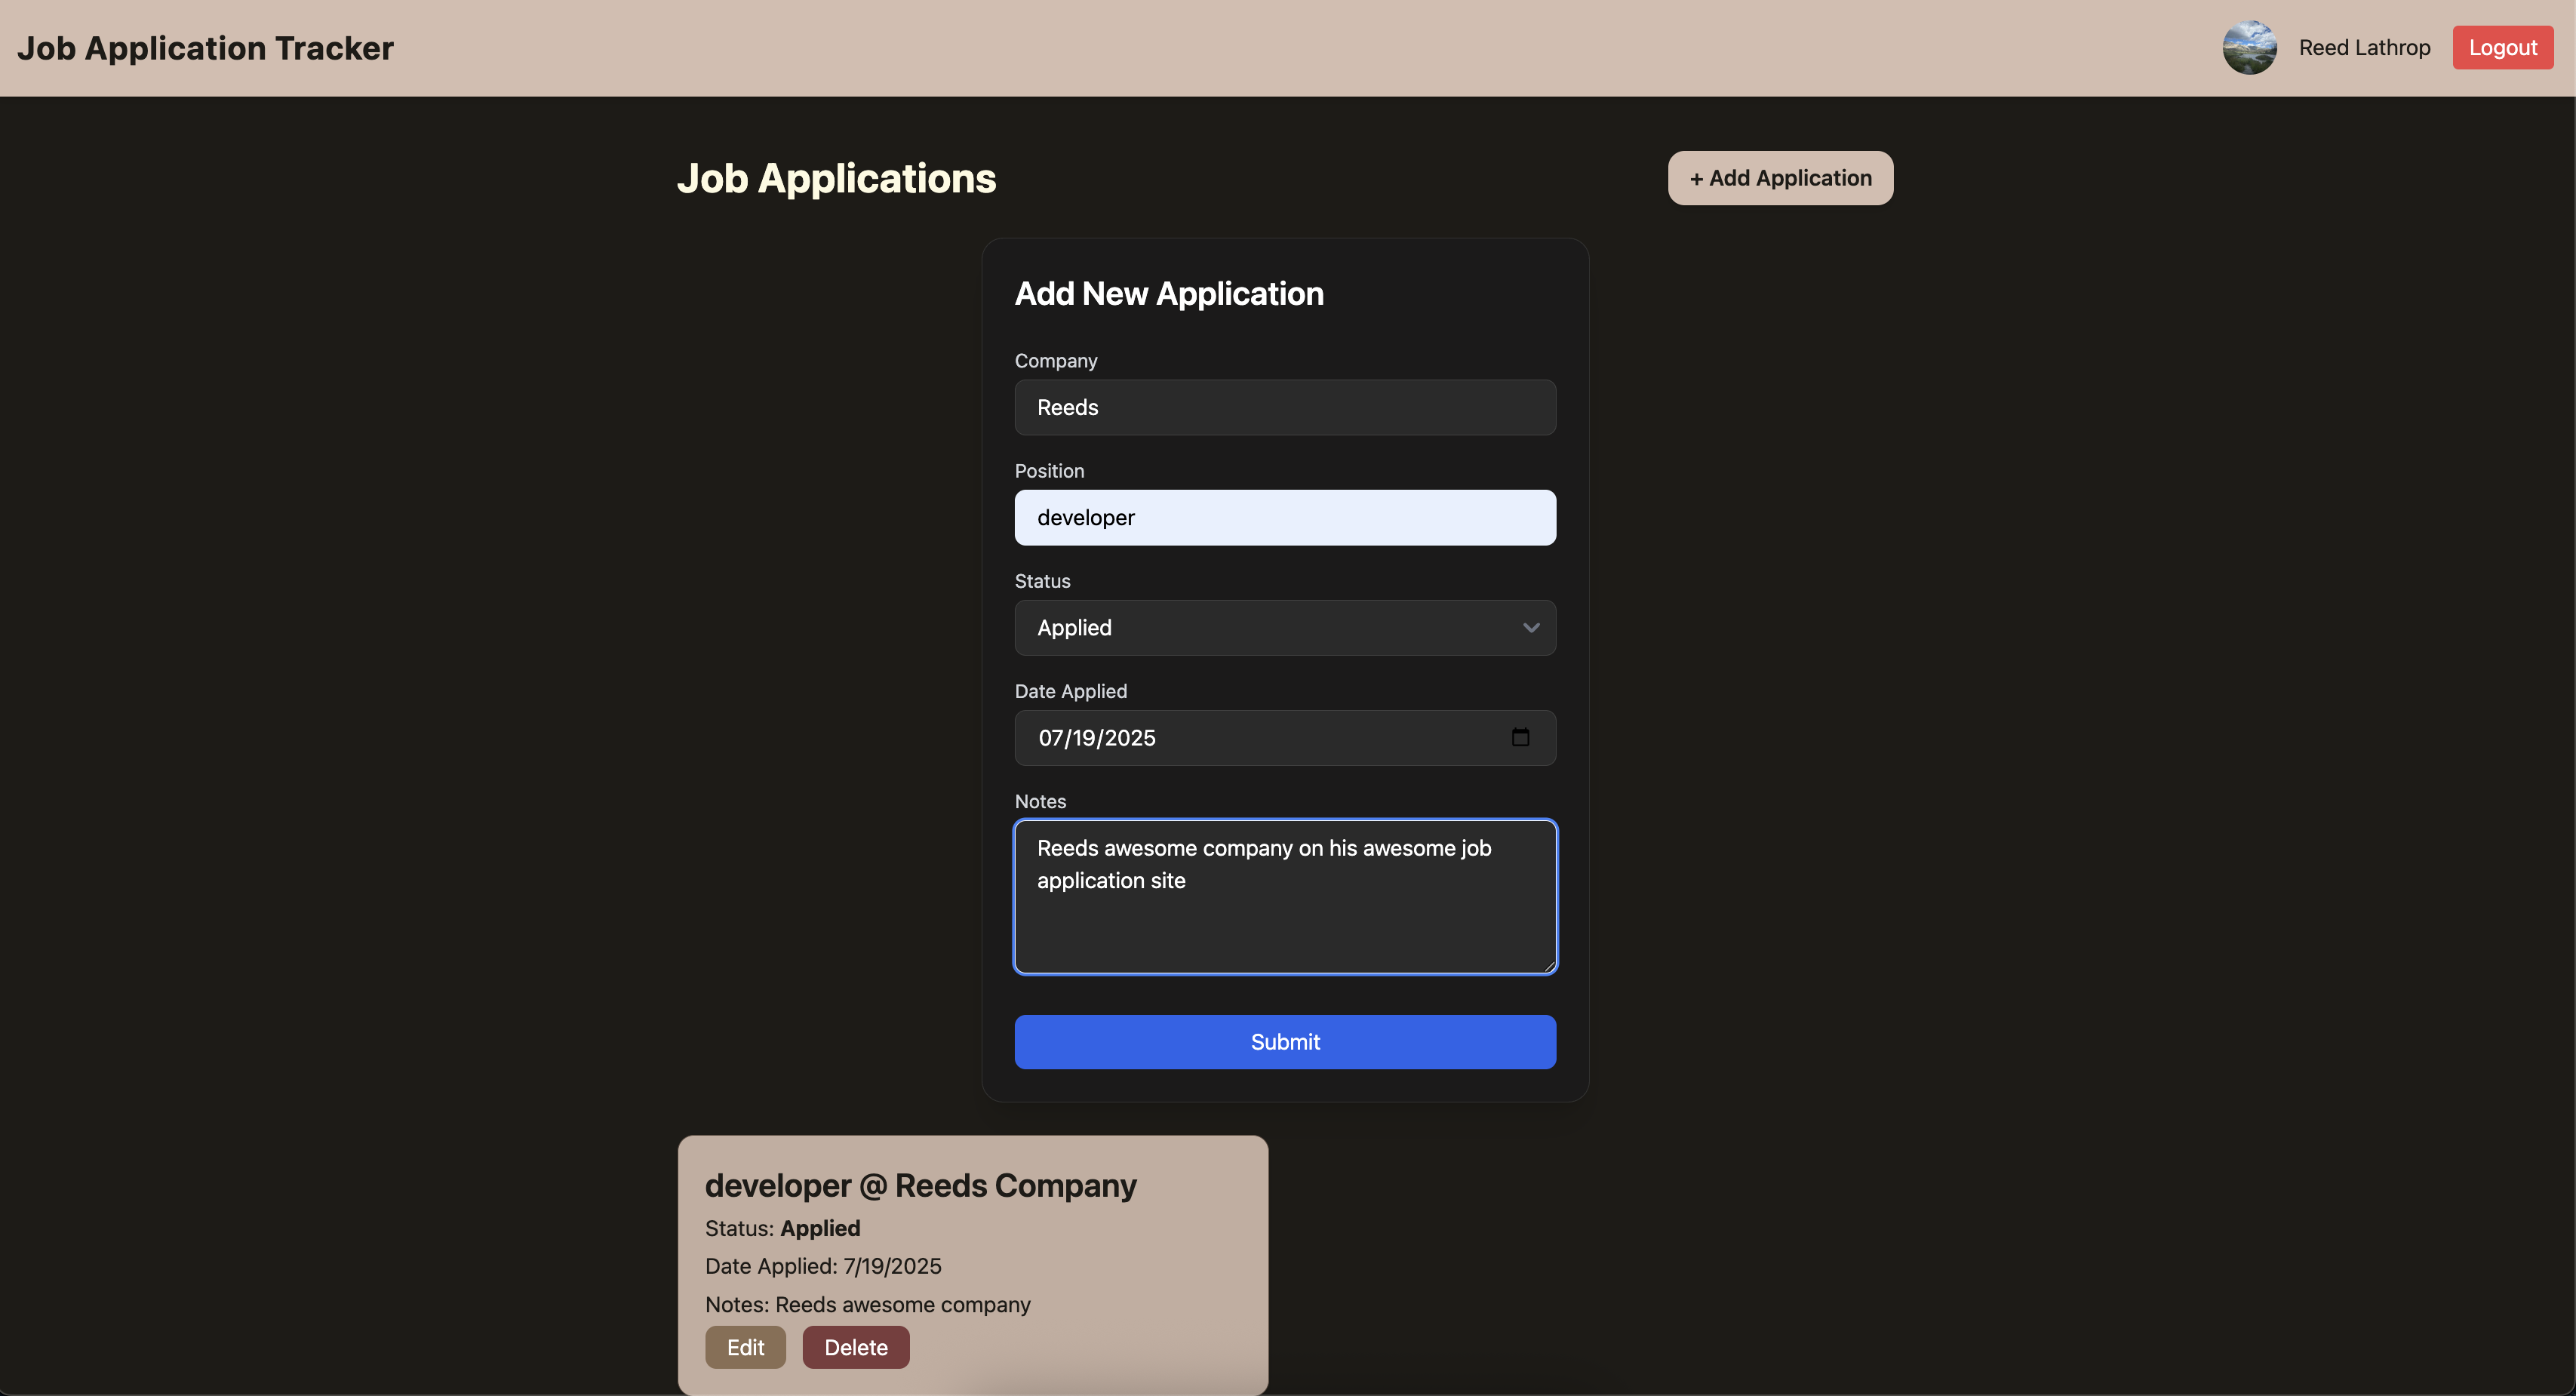 Job Application Tracker
Reed Lathrop
Logout
Job Applications
+ Add Application
Add New Application
Company
Reeds
Position
developer
Status
Applied
Date Applied
07/19/2025
Notes
Reeds awesome company on his awesome job
application site
Submit
developer @ Reeds Company
Status: Applied
Date Applied: 7/19/2025
Notes: Reeds awesome company
Edit
Delete